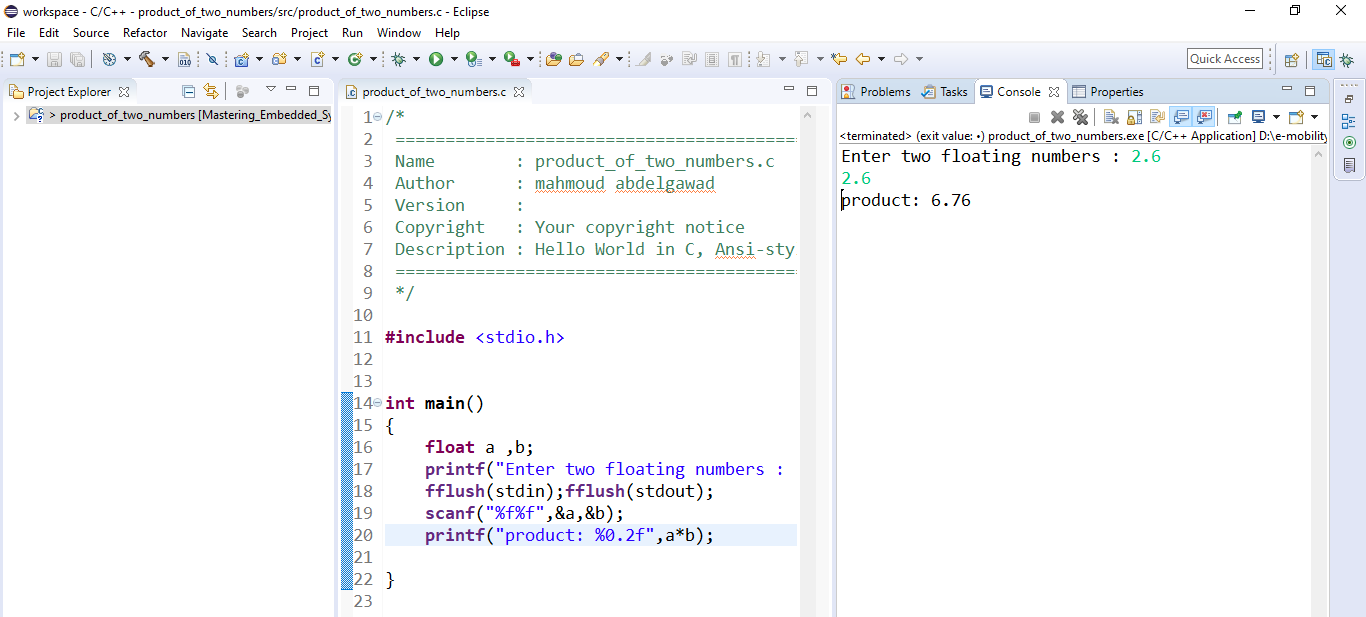 workspace - C/C++ - product_of_two_numbers/src/product_of_two_numbers.c - Eclipse
File Edit Source Refactor Navigate Search Project Run Window Help
Quick Access
Project Explorer
> product_of_two_numbers [Mastering_Embedded_Sy
product_of_two_numbers.c
1 /*
2 ========================================
3 Name : product_of_two_numbers.c
4 Author : mahmoud abdelgawad
5 Version :
6 Copyright : Your copyright notice
7 Description : Hello World in C, Ansi-sty
8 ========================================
9 */
10
11 #include <stdio.h>
12
13
14 int main()
15 {
16 float a ,b;
17 printf("Enter two floating numbers :
18 fflush(stdin);fflush(stdout);
19 scanf("%f%f",&a,&b);
20 printf("product: %0.2f",a*b);
21
22 }
23
Problems Tasks Console Properties
<terminated> (exit value: •) product_of_two_numbers.exe [C/C++ Application] D:\e-mobility
Enter two floating numbers : 2.6
2.6
product: 6.76